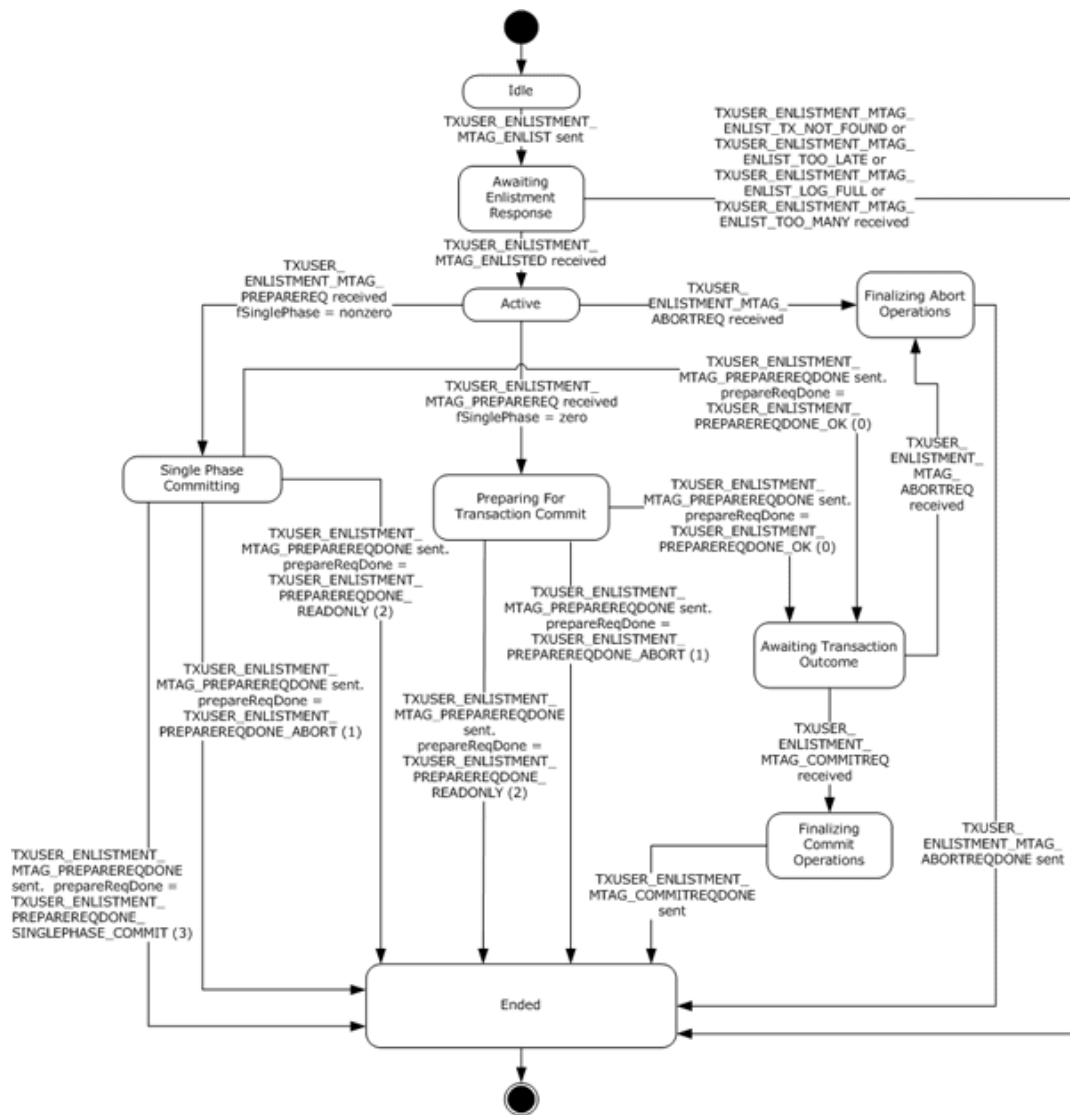 Idle
TXUSER_ENLISTMENT_
MTAG_ENLIST sent
TXUSER_ENLISTMENT_MTAG_
ENLIST_TX_NOT_FOUND or
TXUSER_ENLISTMENT_MTAG_
ENLIST_TOO_LATE or
TXUSER_ENLISTMENT_MTAG_
ENLIST_LOG_FULL or
TXUSER_ENLISTMENT_MTAG_
ENLIST_TOO_MANY received
Awaiting
Enlistment
Response
TXUSER_ENLISTMENT_
MTAG_ENLISTED received
TXUSER_
ENLISTMENT_MTAG_
PREPAREREQ received
fSinglePhase = nonzero
Active
TXUSER_
ENLISTMENT_MTAG_
ABORTREQ received
Finalizing Abort
Operations
TXUSER_ENLISTMENT_
MTAG_PREPAREREQ received
fSinglePhase = zero
TXUSER_ENLISTMENT_
MTAG_PREPAREREQDONE sent.
prepareReqDone =
TXUSER_ENLISTMENT_
PREPAREREQDONE_OK (0)
TXUSER_
ENLISTMENT_
MTAG_
ABORTREQ
received
Single Phase
Committing
Preparing For
Transaction Commit
TXUSER_ENLISTMENT_
MTAG_PREPAREREQDONE sent.
prepareReqDone =
TXUSER_ENLISTMENT_
PREPAREREQDONE_OK (0)
TXUSER_ENLISTMENT_
MTAG_PREPAREREQDONE sent.
prepareReqDone =
TXUSER_ENLISTMENT_
PREPAREREQDONE_
READONLY (2)
TXUSER_ENLISTMENT_
MTAG_PREPAREREQDONE sent.
prepareReqDone =
TXUSER_ENLISTMENT_
PREPAREREQDONE_ABORT (1)
Awaiting Transaction
Outcome
TXUSER_ENLISTMENT_
MTAG_PREPAREREQDONE sent.
prepareReqDone =
TXUSER_ENLISTMENT_
PREPAREREQDONE_ABORT (1)
TXUSER_ENLISTMENT_
MTAG_PREPAREREQDONE
sent.
prepareReqDone =
TXUSER_ENLISTMENT_
PREPAREREQDONE_
READONLY (2)
TXUSER_
ENLISTMENT_
MTAG_COMMITREQ
received
Finalizing
Commit
Operations
TXUSER_
ENLISTMENT_MTAG_
ABORTREQDONE sent
TXUSER_ENLISTMENT_
MTAG_PREPAREREQDONE
sent. prepareReqDone =
TXUSER_ENLISTMENT_
PREPAREREQDONE_
SINGLEPHASE_COMMIT (3)
TXUSER_ENLISTMENT_
MTAG_COMMITREQDONE
sent
Ended